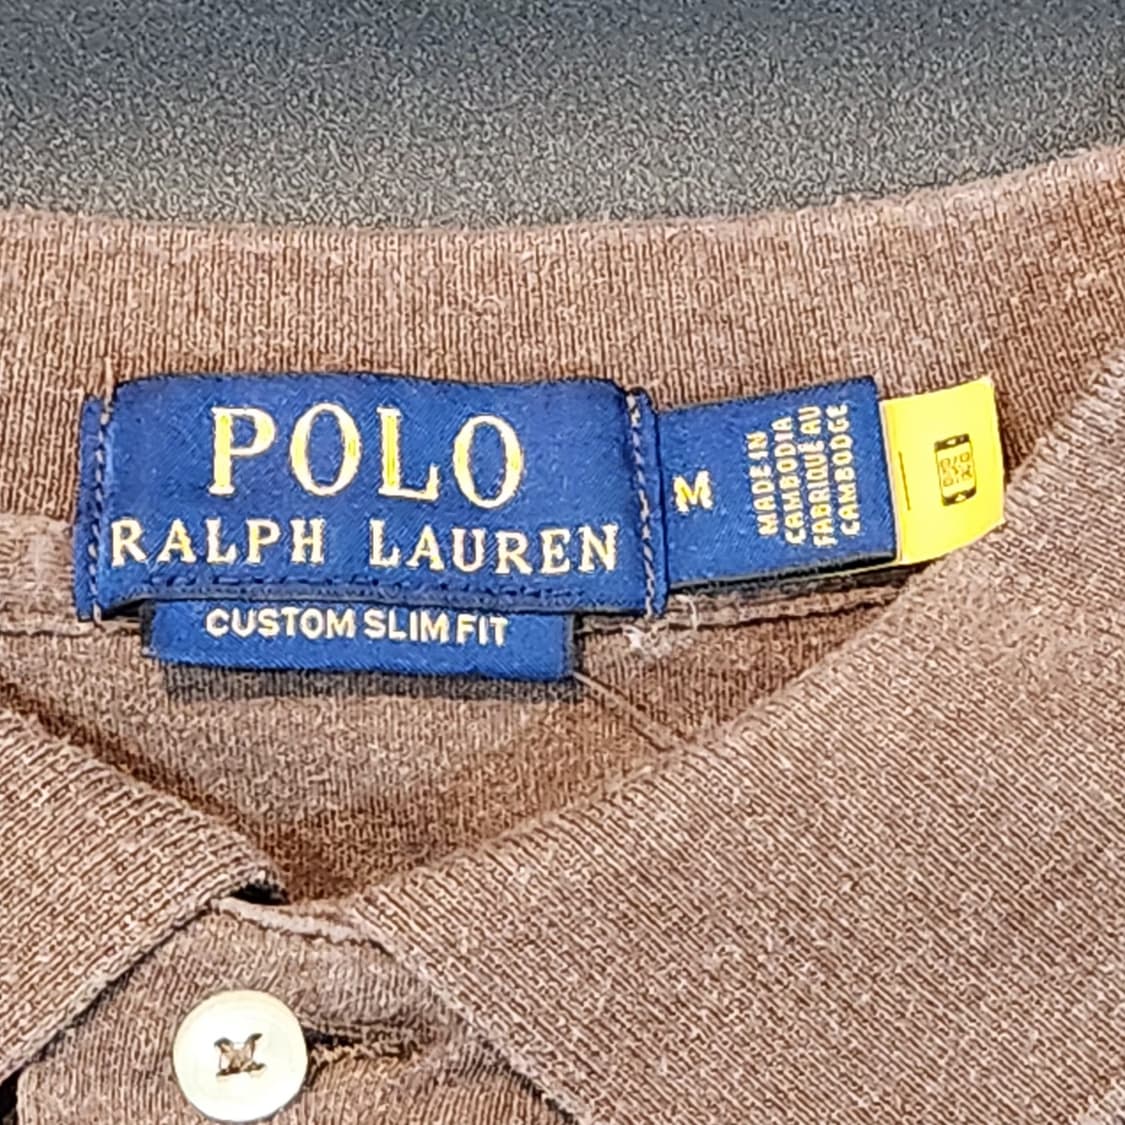 POLO
RALPH LAUREN
CUSTOM SLIM FIT
M
MADE IN
CAMBODIA
FABRIQUÉ AU
CAMBODGE